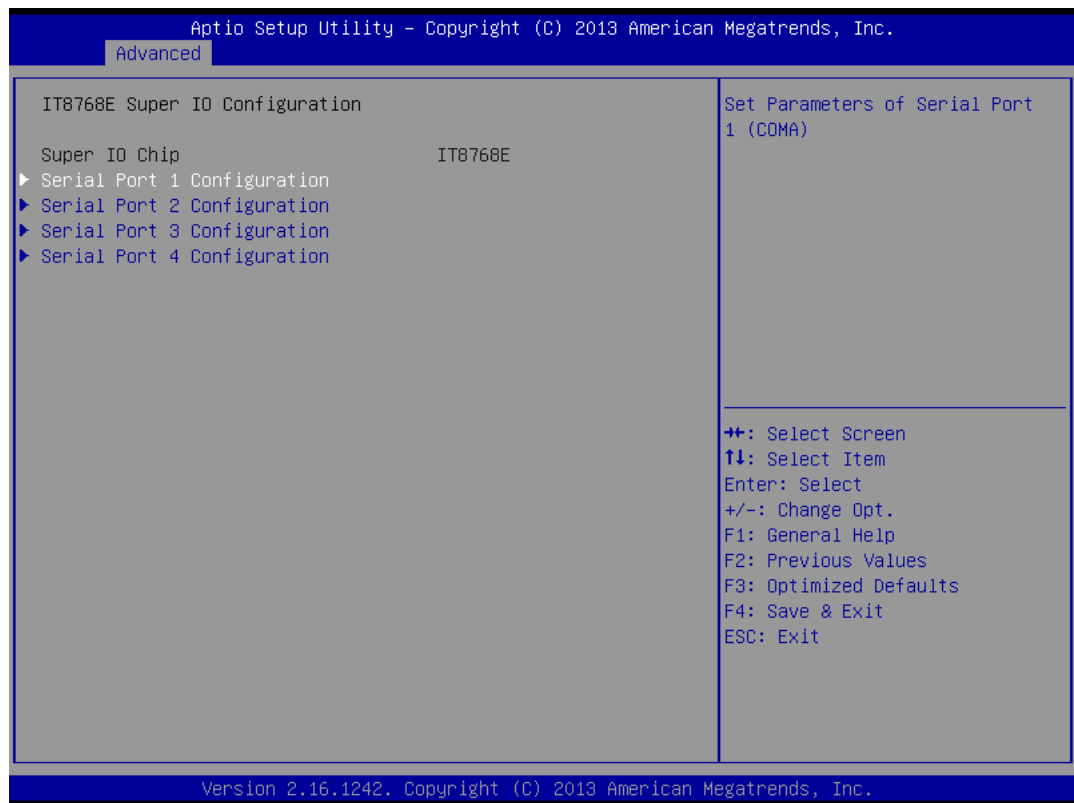 Aptio Setup Utility – Copyright (C) 2013 American Megatrends, Inc.
Advanced
IT8768E Super IO Configuration
Super IO Chip IT8768E
▶ Serial Port 1 Configuration
▶ Serial Port 2 Configuration
▶ Serial Port 3 Configuration
▶ Serial Port 4 Configuration
Set Parameters of Serial Port
1 (COMA)
→←: Select Screen
↑↓: Select Item
Enter: Select
+/-: Change Opt.
F1: General Help
F2: Previous Values
F3: Optimized Defaults
F4: Save & Exit
ESC: Exit
Version 2.16.1242. Copyright (C) 2013 American Megatrends, Inc.